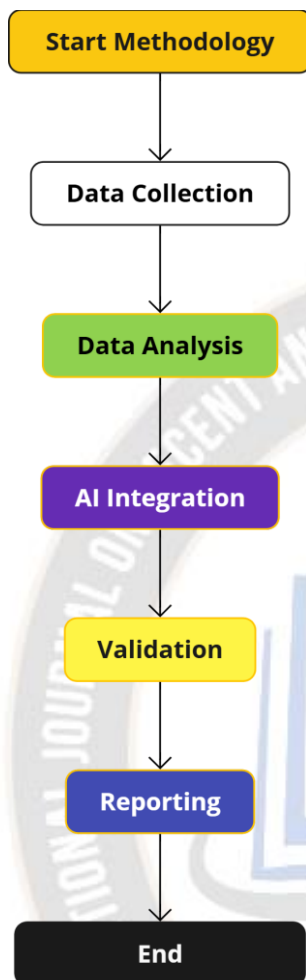 Start Methodology
Data Collection
Data Analysis
AI Integration
Validation
Reporting
End